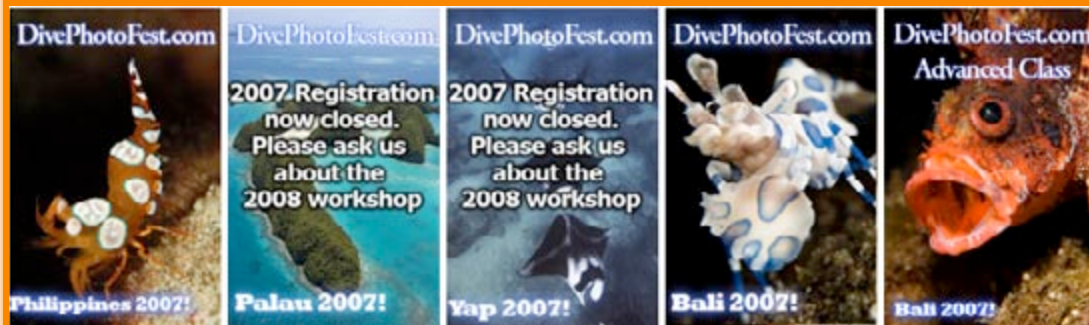 DivePhotoFest.com
Philippines 2007!
DivePhotoFest.com
2007 Registration
now closed.
Please ask us
about the
2008 workshop
Palau 2007!
DivePhotoFest.com
2007 Registration
now closed.
Please ask us
about the
2008 workshop
Yap 2007!
DivePhotoFest.com
Bali 2007!
DivePhotoFest.com
Advanced Class
Bali 2007!